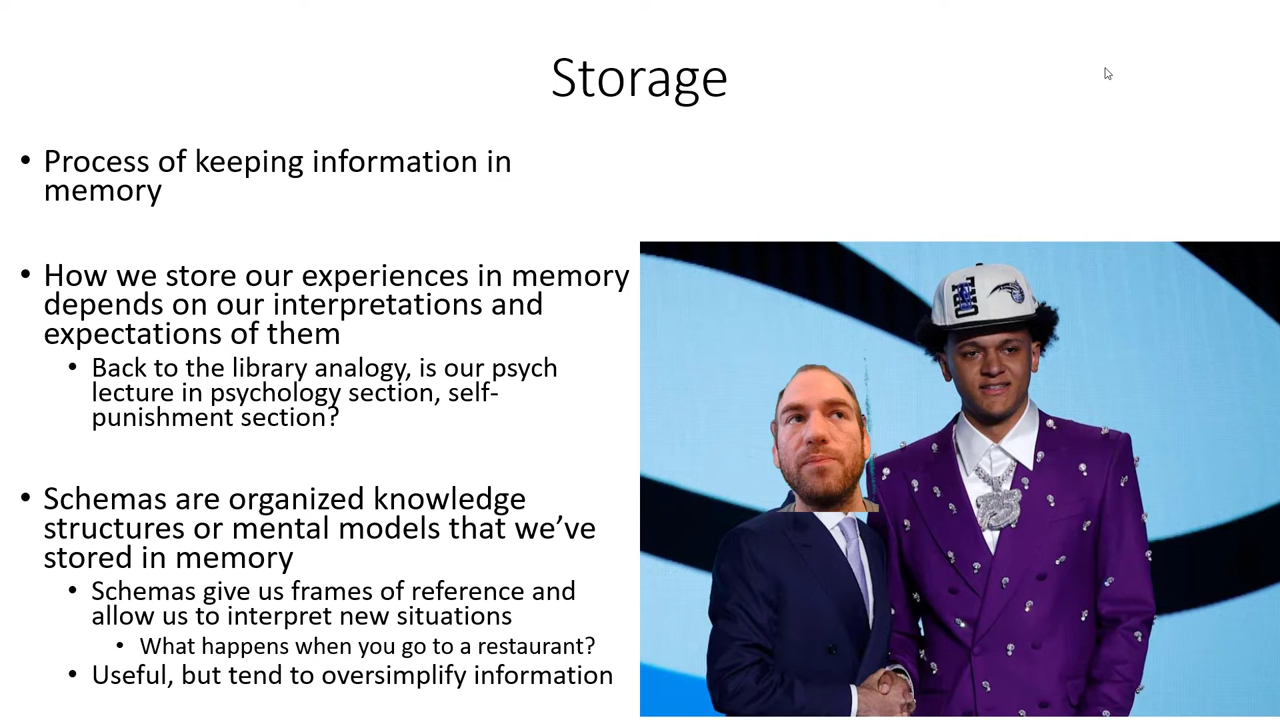 Storage
• Process of keeping information in
memory
• How we store our experiences in memory
depends on our interpretations and
expectations of them
• Back to the library analogy, is our psych
lecture in psychology section, self-
punishment section?
• Schemas are organized knowledge
structures or mental models that we’ve
stored in memory
• Schemas give us frames of reference and
allow us to interpret new situations
• What happens when you go to a restaurant?
• Useful, but tend to oversimplify information